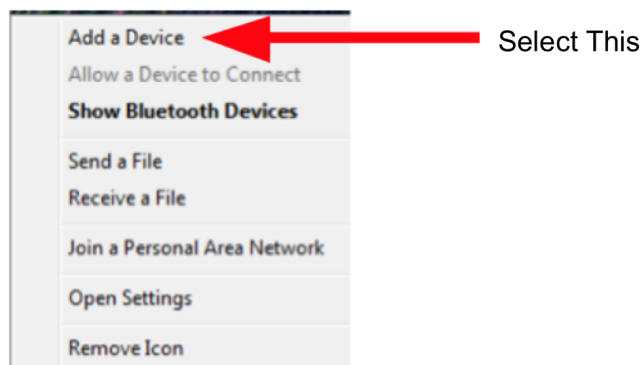 Add a Device
Select This
Allow a Device to Connect
Show Bluetooth Devices
Send a File
Receive a File
Join a Personal Area Network
Open Settings
Remove Icon